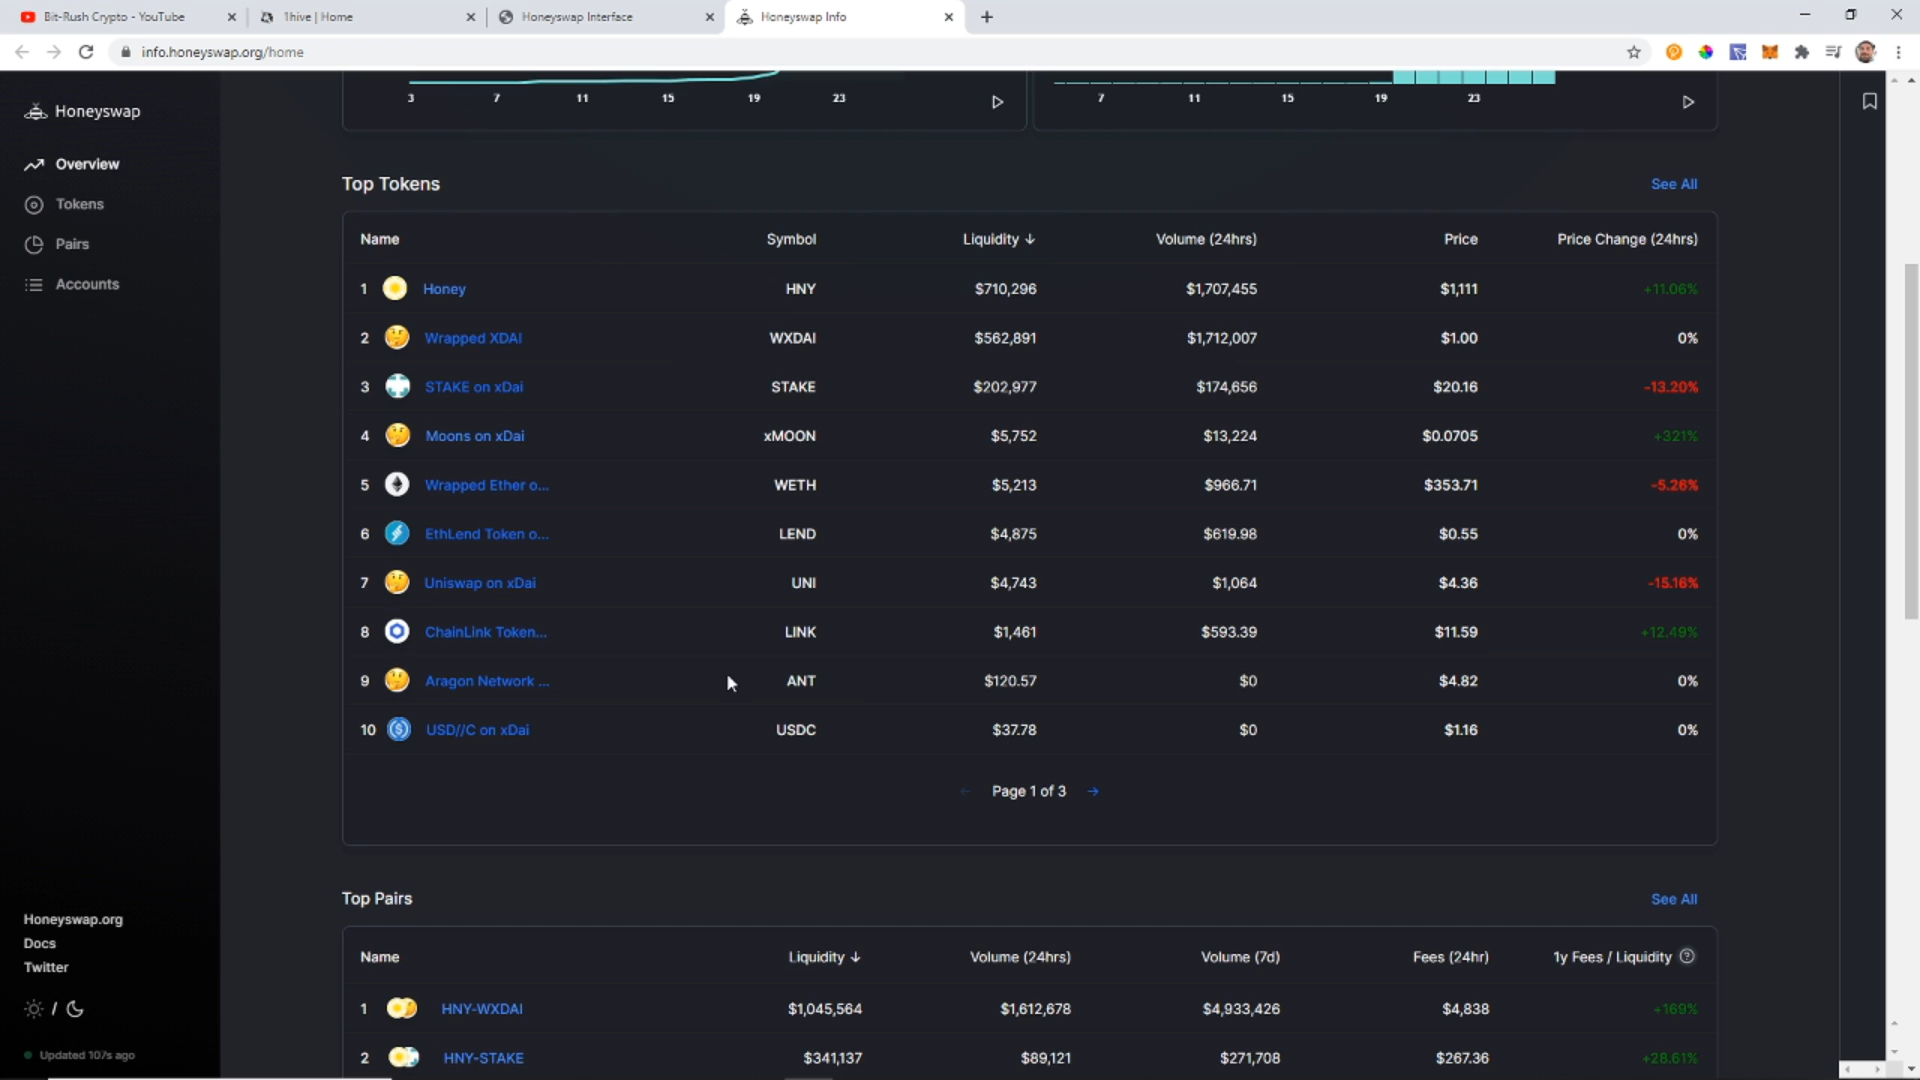 Bit-Rush Crypto - YouTube
1hive | Home
Honeyswap Interface
Honeyswap Info
info.honeyswap.org/home
Honeyswap
Overview
Tokens
Pairs
Accounts
3 7 11 15 19 23
7 11 15 19 23
Top Tokens See All
Name Symbol Liquidity ↓ Volume (24hrs) Price Price Change (24hrs)
1 Honey HNY $710,296 $1,707,455 $1,111 +11.06%
2 Wrapped XDAI WXDAI $562,891 $1,712,007 $1.00 0%
3 STAKE on xDai STAKE $202,977 $174,656 $20.16 -13.20%
4 Moons on xDai xMOON $5,752 $13,224 $0.0705 +321%
5 Wrapped Ether o... WETH $5,213 $966.71 $353.71 -5.26%
6 EthLend Token o... LEND $4,875 $619.98 $0.55 0%
7 Uniswap on xDai UNI $4,743 $1,064 $4.36 -15.16%
8 ChainLink Token... LINK $1,461 $593.39 $11.59 +12.49%
9 Aragon Network ... ANT $120.57 $0 $4.82 0%
10 USD//C on xDai USDC $37.78 $0 $1.16 0%
← Page 1 of 3 →
Top Pairs See All
Name Liquidity ↓ Volume (24hrs) Volume (7d) Fees (24hr) 1y Fees / Liquidity ?
1 HNY-WXDAI $1,045,564 $1,612,678 $4,933,426 $4,838 +169%
2 HNY-STAKE $341,137 $89,121 $271,708 $267.36 +28.61%
Honeyswap.org
Docs
Twitter
/
Updated 107s ago